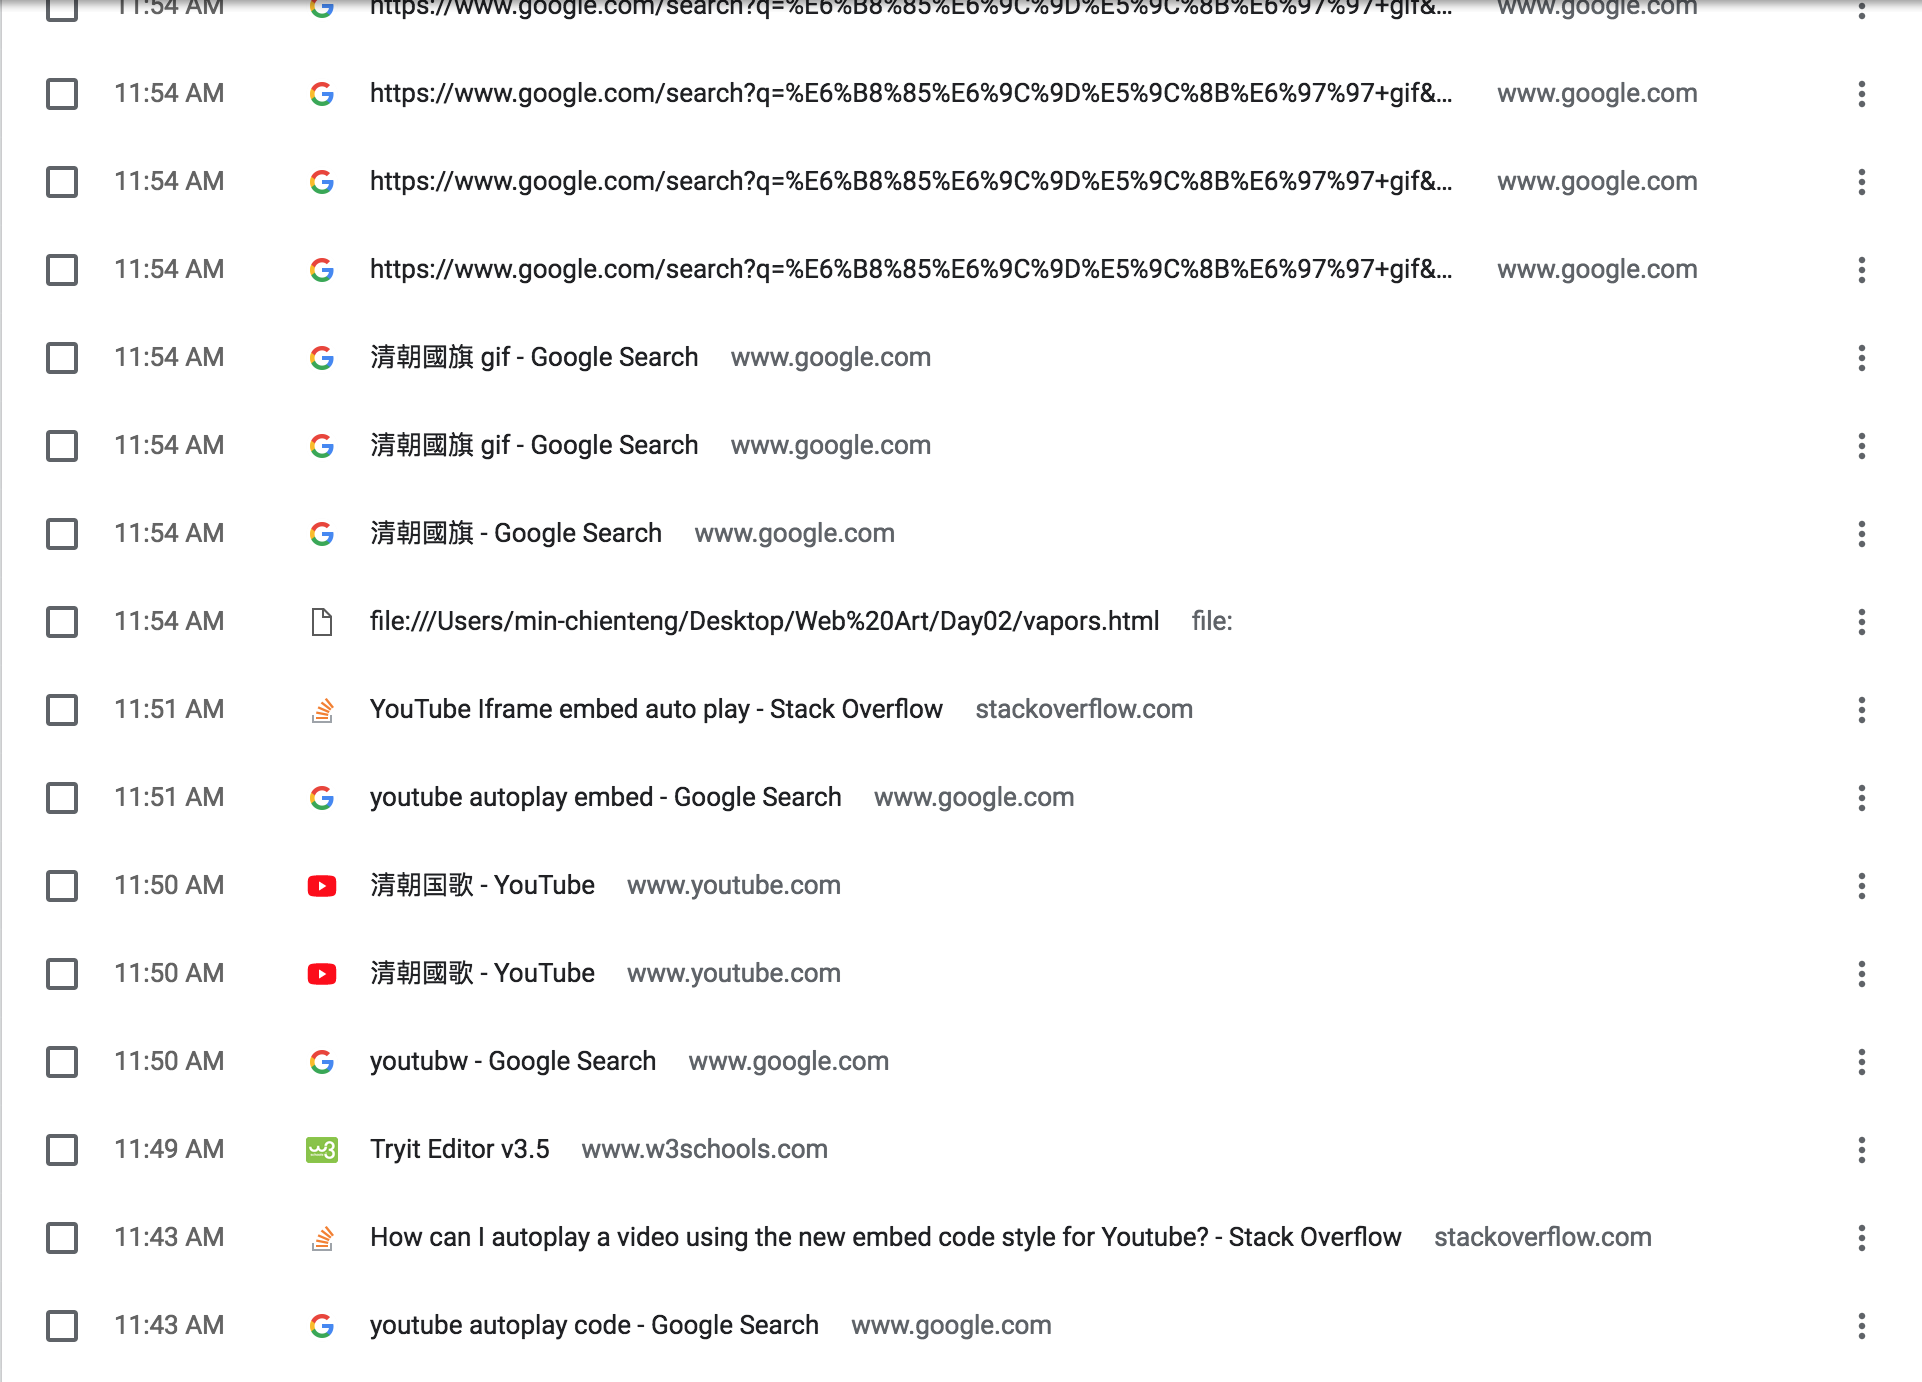 11:54 AM https://www.google.com/search?q=%E6%B8%85%E6%9C%9D%E5%9C%8B%E6%97%97+gif&... www.google.com
11:54 AM https://www.google.com/search?q=%E6%B8%85%E6%9C%9D%E5%9C%8B%E6%97%97+gif&... www.google.com
11:54 AM https://www.google.com/search?q=%E6%B8%85%E6%9C%9D%E5%9C%8B%E6%97%97+gif&... www.google.com
11:54 AM https://www.google.com/search?q=%E6%B8%85%E6%9C%9D%E5%9C%8B%E6%97%97+gif&... www.google.com
11:54 AM 清朝國旗 gif - Google Search www.google.com
11:54 AM 清朝國旗 gif - Google Search www.google.com
11:54 AM 清朝國旗 - Google Search www.google.com
11:54 AM file:///Users/min-chienteng/Desktop/Web%20Art/Day02/vapors.html file:
11:51 AM YouTube Iframe embed auto play - Stack Overflow stackoverflow.com
11:51 AM youtube autoplay embed - Google Search www.google.com
11:50 AM 清朝国歌 - YouTube www.youtube.com
11:50 AM 清朝國歌 - YouTube www.youtube.com
11:50 AM youtubw - Google Search www.google.com
11:49 AM w3 Tryit Editor v3.5 www.w3schools.com
11:43 AM How can I autoplay a video using the new embed code style for Youtube? - Stack Overflow stackoverflow.com
11:43 AM youtube autoplay code - Google Search www.google.com